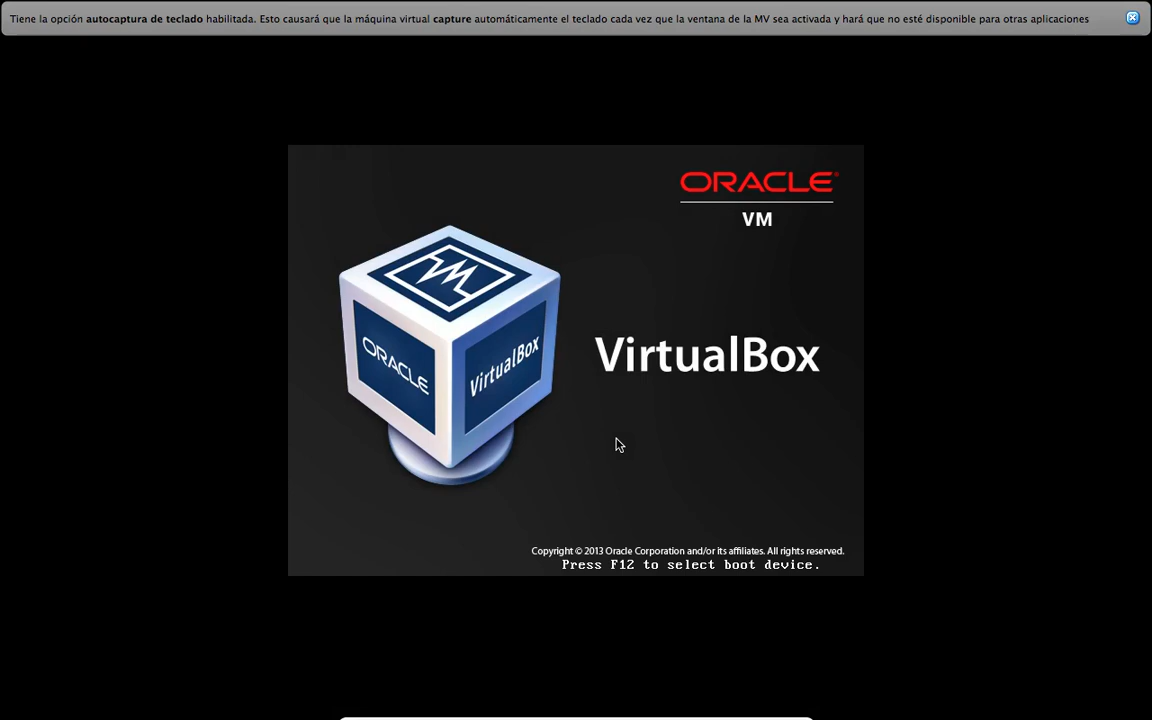 Tiene la opción autocaptura de teclado habilitada. Esto causará que la máquina virtual capture automáticamente el teclado cada vez que la ventana de la MV sea activada y hará que no esté disponible para otras aplicaciones
ORACLE
VM
ORACLE
VirtualBox
VirtualBox
Copyright © 2013 Oracle Corporation and/or its affiliates. All rights reserved.
Press F12 to select boot device.